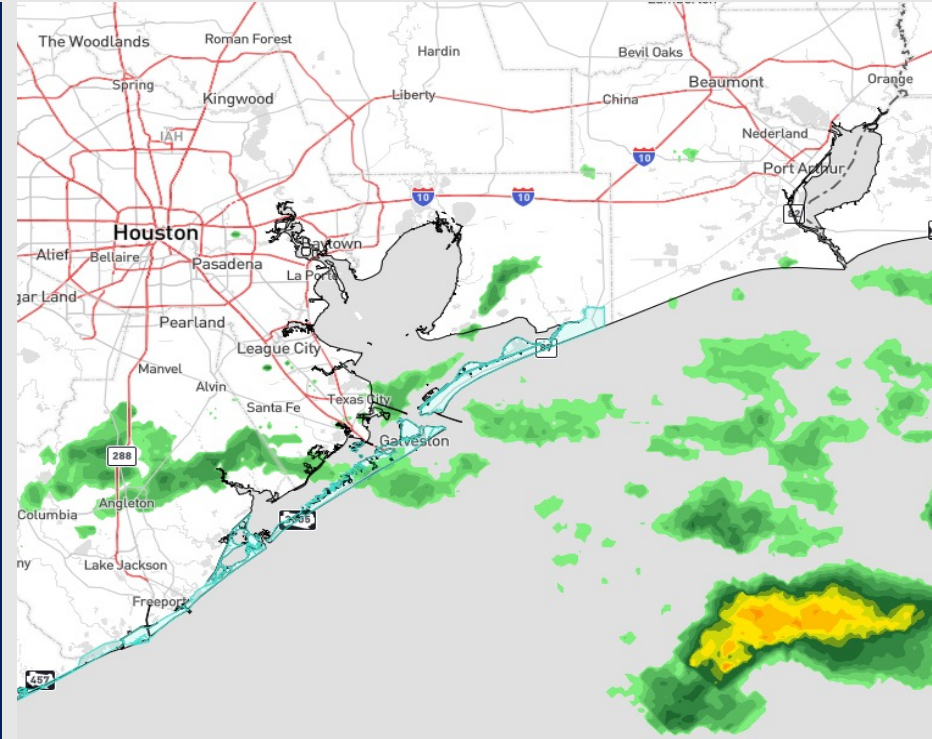 The Woodlands
Roman Forest
Hardin
Bevil Oaks
Spring
Kingwood
Liberty
China
Beaumont
Orange
IAH
Nederland
10
Port Arthur
10
10
82
Houston
Baytown
Alief
Bellaire
Pasadena
La Porte
gar Land
Pearland
League City
87
Manvel
Alvin
Santa Fe
Texas City
Galveston
288
Angleton
Columbia
ny
Lake Jackson
Freeport
457